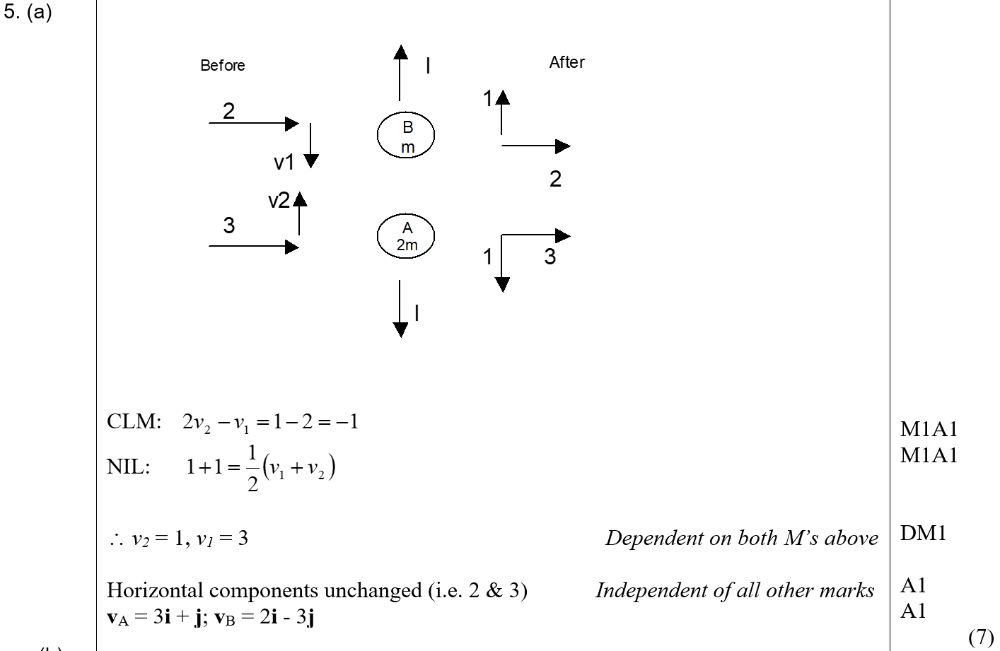 5. (a)
Before
After
I
2
v1
B
m
1
2
v2
3
A
2m
1
3
I
CLM: 2v₂ − v₁ = 1 − 2 = −1
M1A1
NIL: 1 + 1 = 1/2 (v₁ + v₂)
M1A1
∴ v₂ = 1, v₁ = 3 Dependent on both M’s above
DM1
Horizontal components unchanged (i.e. 2 & 3) Independent of all other marks
A1
v_A = 3i + j; v_B = 2i - 3j
A1
(7)